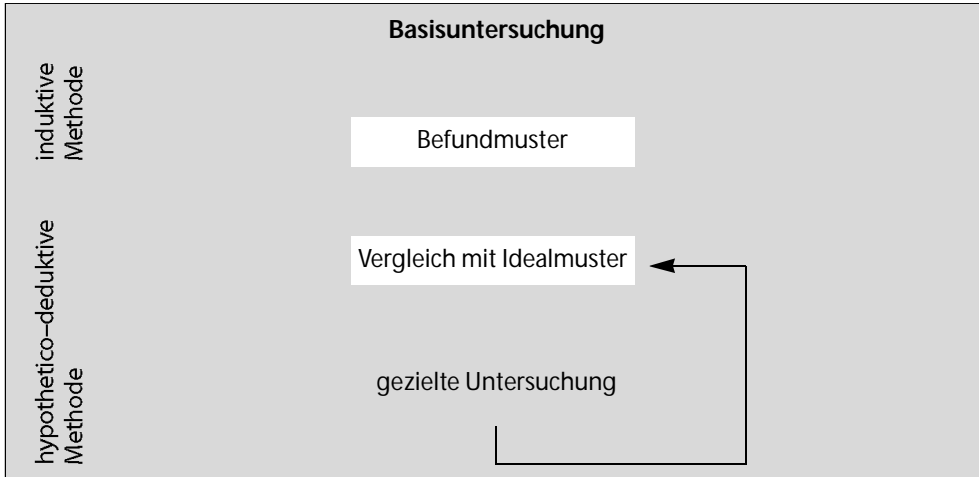 Basisuntersuchung
induktive
Methode
Befundmuster
hypothetico–deduktive
Methode
Vergleich mit Idealmuster
gezielte Untersuchung